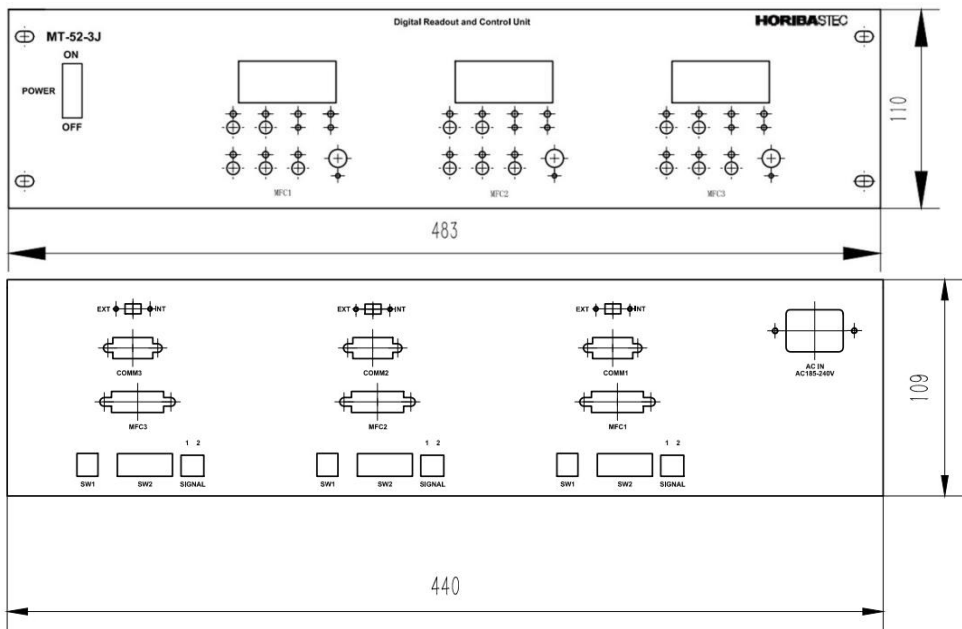 Digital Readout and Control Unit
HORIBASTEC
MT-52-3J
ON
POWER
OFF
MFC1 MFC2 MFC3
110
483
EXT INT EXT INT EXT INT
COMM3 COMM2 COMM1
AC IN
AC185-240V
MFC3 MFC2 MFC1
1 2 1 2 1 2
SW1 SW2 SIGNAL SW1 SW2 SIGNAL SW1 SW2 SIGNAL
109
440